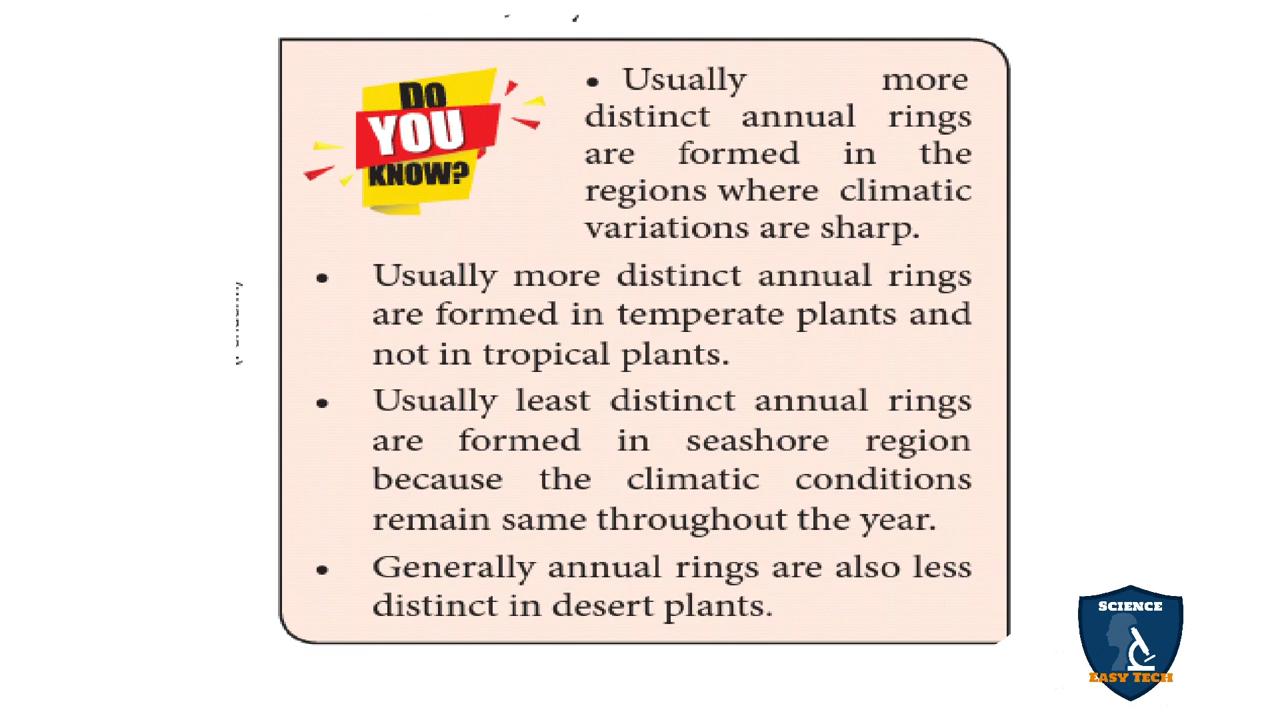 DO
YOU
KNOW?
• Usually more
distinct annual rings
are formed in the
regions where climatic
variations are sharp.
• Usually more distinct annual rings
are formed in temperate plants and
not in tropical plants.
• Usually least distinct annual rings
are formed in seashore region
because the climatic conditions
remain same throughout the year.
• Generally annual rings are also less
distinct in desert plants.
SCIENCE
EASY TECH